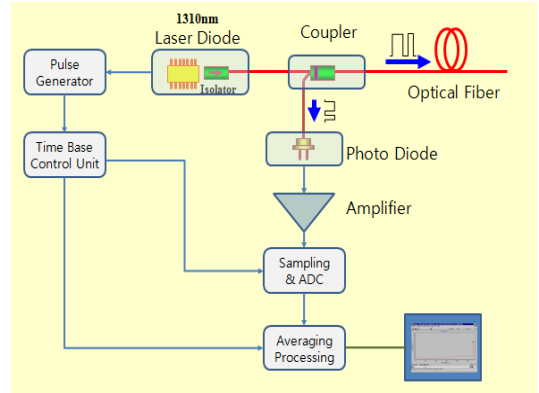 1310nm
Laser Diode
Coupler
Pulse
Generator
Isolator
Optical Fiber
Time Base
Control Unit
Photo Diode
Amplifier
Sampling
& ADC
Averaging
Processing